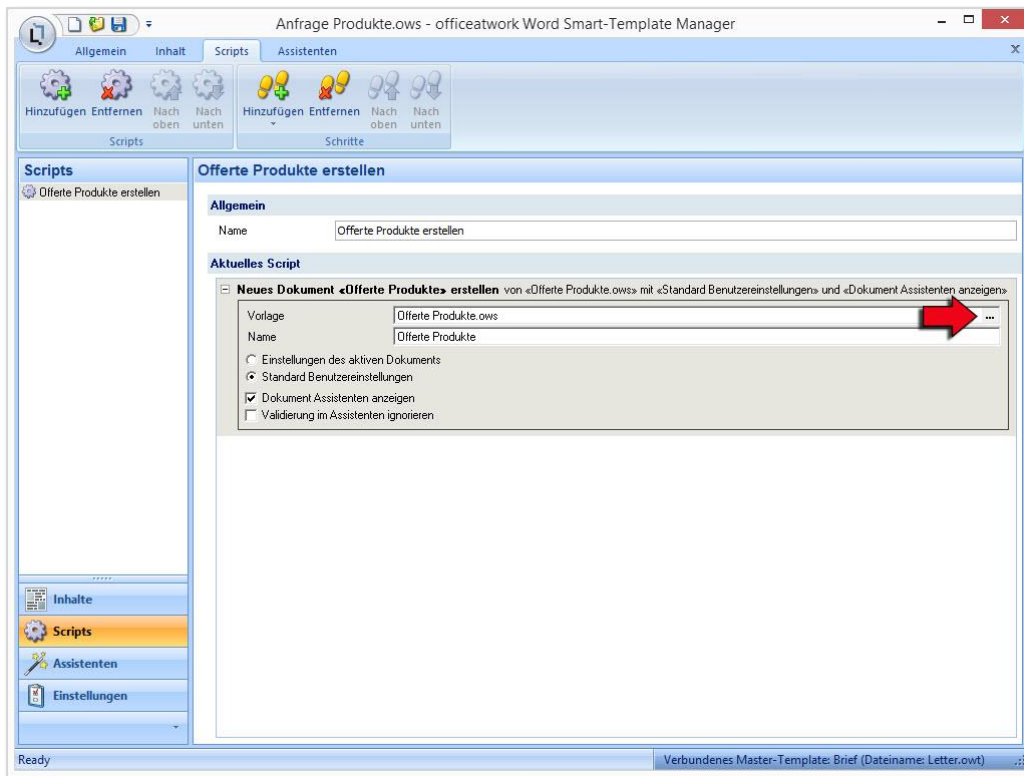 Anfrage Produkte.ows - officeatwork Word Smart-Template Manager
Allgemein Inhalt Scripts Assistenten
Hinzufügen Entfernen Nach oben Nach unten Hinzufügen Entfernen Nach oben Nach unten
Scripts Schritte
Scripts
Offerte Produkte erstellen
Offerte Produkte erstellen
Allgemein
Name Offerte Produkte erstellen
Aktuelles Script
Neues Dokument «Offerte Produkte» erstellen von «Offerte Produkte.ows» mit «Standard Benutzereinstellungen» und «Dokument Assistenten anzeigen»
Vorlage Offerte Produkte.ows ...
Name Offerte Produkte
Einstellungen des aktiven Dokuments
Standard Benutzereinstellungen
Dokument Assistenten anzeigen
Validierung im Assistenten ignorieren
Inhalte
Scripts
Assistenten
Einstellungen
Ready Verbundenes Master-Template: Brief (Dateiname: Letter.owt)